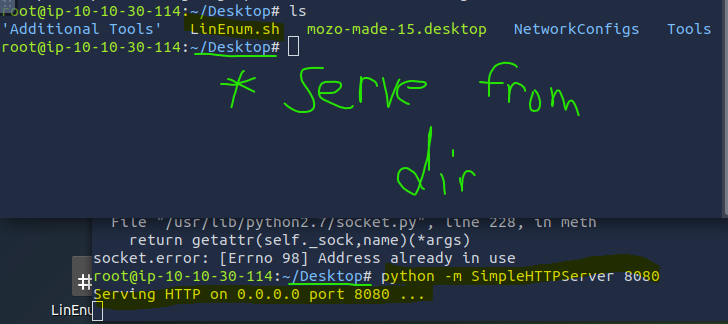 root@ip-10-10-30-114:~/Desktop# ls
'Additional Tools'   LinEnum.sh   mozo-made-15.desktop   NetworkConfigs   Tools
root@ip-10-10-30-114:~/Desktop#
* Serve from
dir
File "/usr/lib/python2.7/socket.py", line 228, in meth
return getattr(self._sock,name)(*args)
socket.error: [Errno 98] Address already in use
root@ip-10-10-30-114:~/Desktop# python -m SimpleHTTPServer 8080
Serving HTTP on 0.0.0.0 port 8080 ...
#
LinEnu